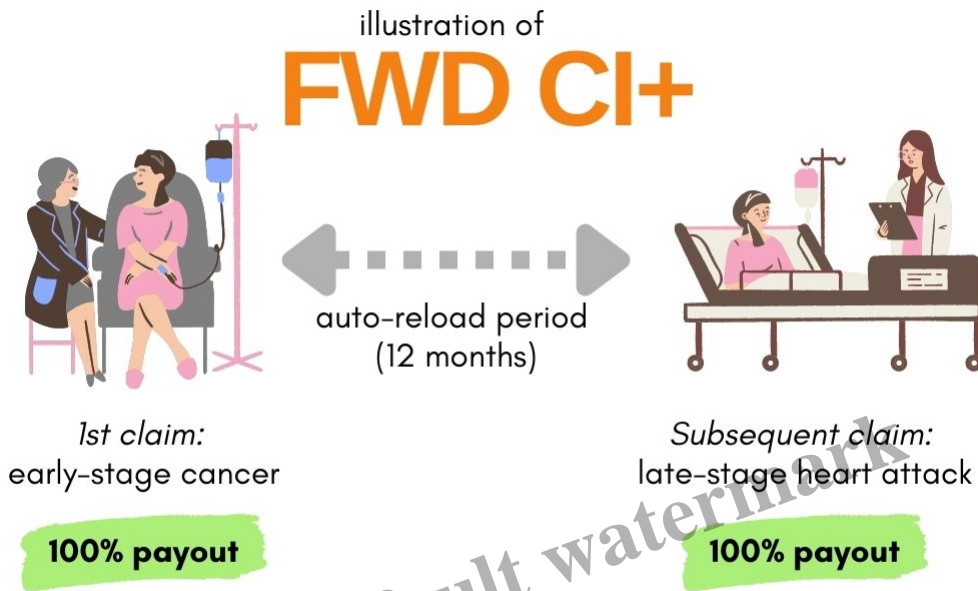 illustration of
FWD CI+
auto-reload period
(12 months)
1st claim:
early-stage cancer
100% payout
Subsequent claim:
late-stage heart attack
100% payout
watermark